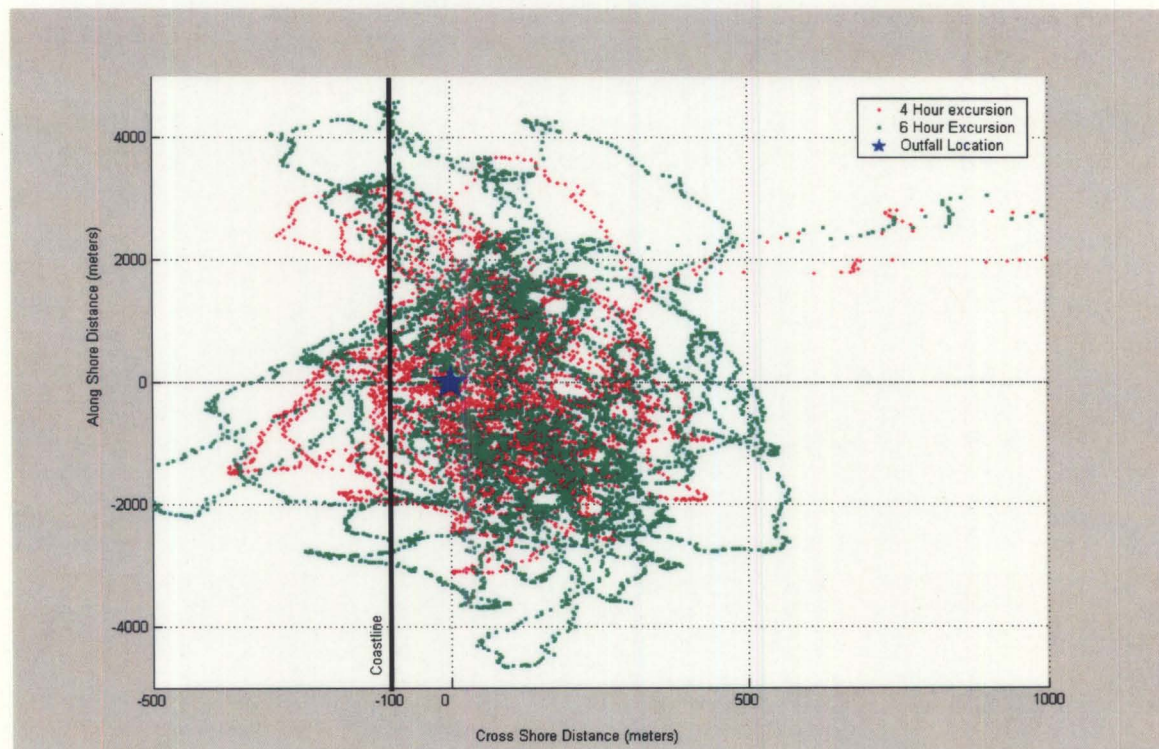 4 Hour excursion
6 Hour Excursion
Outfall Location
4000
2000
0
-2000
-4000
Along Shore Distance (meters)
Coastline
-500
-100
0
500
1000
Cross Shore Distance (meters)